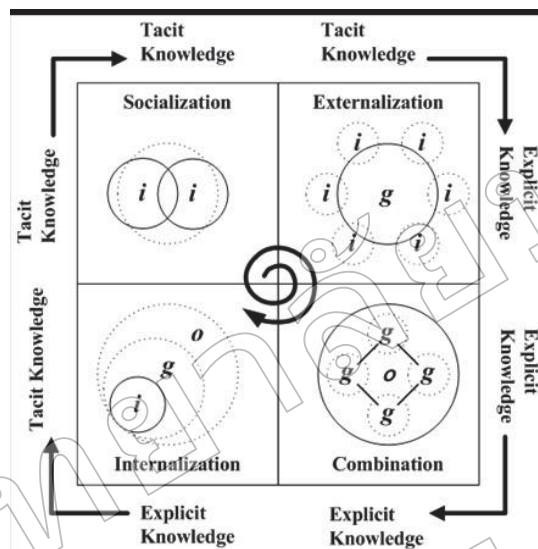 Tacit
Knowledge
Tacit
Knowledge
Socialization
Externalization
i i
i i
i g i
i i
Tacit
Knowledge
Explicit
Knowledge
Tacit Knowledge
o
g
i
g
g o g
g
Explicit
Knowledge
Internalization
Combination
Explicit
Knowledge
Explicit
Knowledge